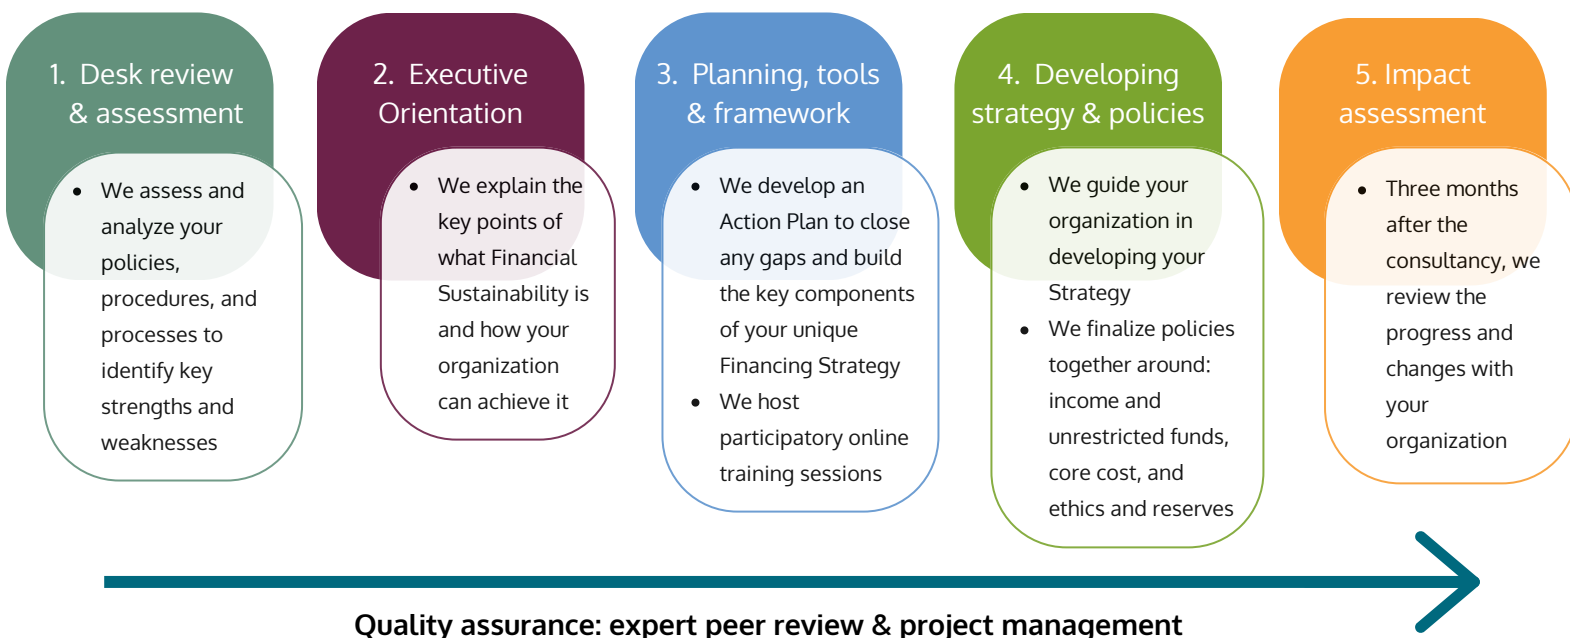 1. Desk review
& assessment
• We assess and
analyze your
policies,
procedures, and
processes to
identify key
strengths and
weaknesses
2. Executive
Orientation
• We explain the
key points of
what Financial
Sustainability is
and how your
organization
can achieve it
3. Planning, tools
& framework
• We develop an
Action Plan to close
any gaps and build
the key components
of your unique
Financing Strategy
• We host
participatory online
training sessions
4. Developing
strategy & policies
• We guide your
organization in
developing your
Strategy
• We finalize policies
together around:
income and
unrestricted funds,
core cost, and
ethics and reserves
5. Impact
assessment
• Three months
after the
consultancy, we
review the
progress and
changes with
your
organization
Quality assurance: expert peer review & project management